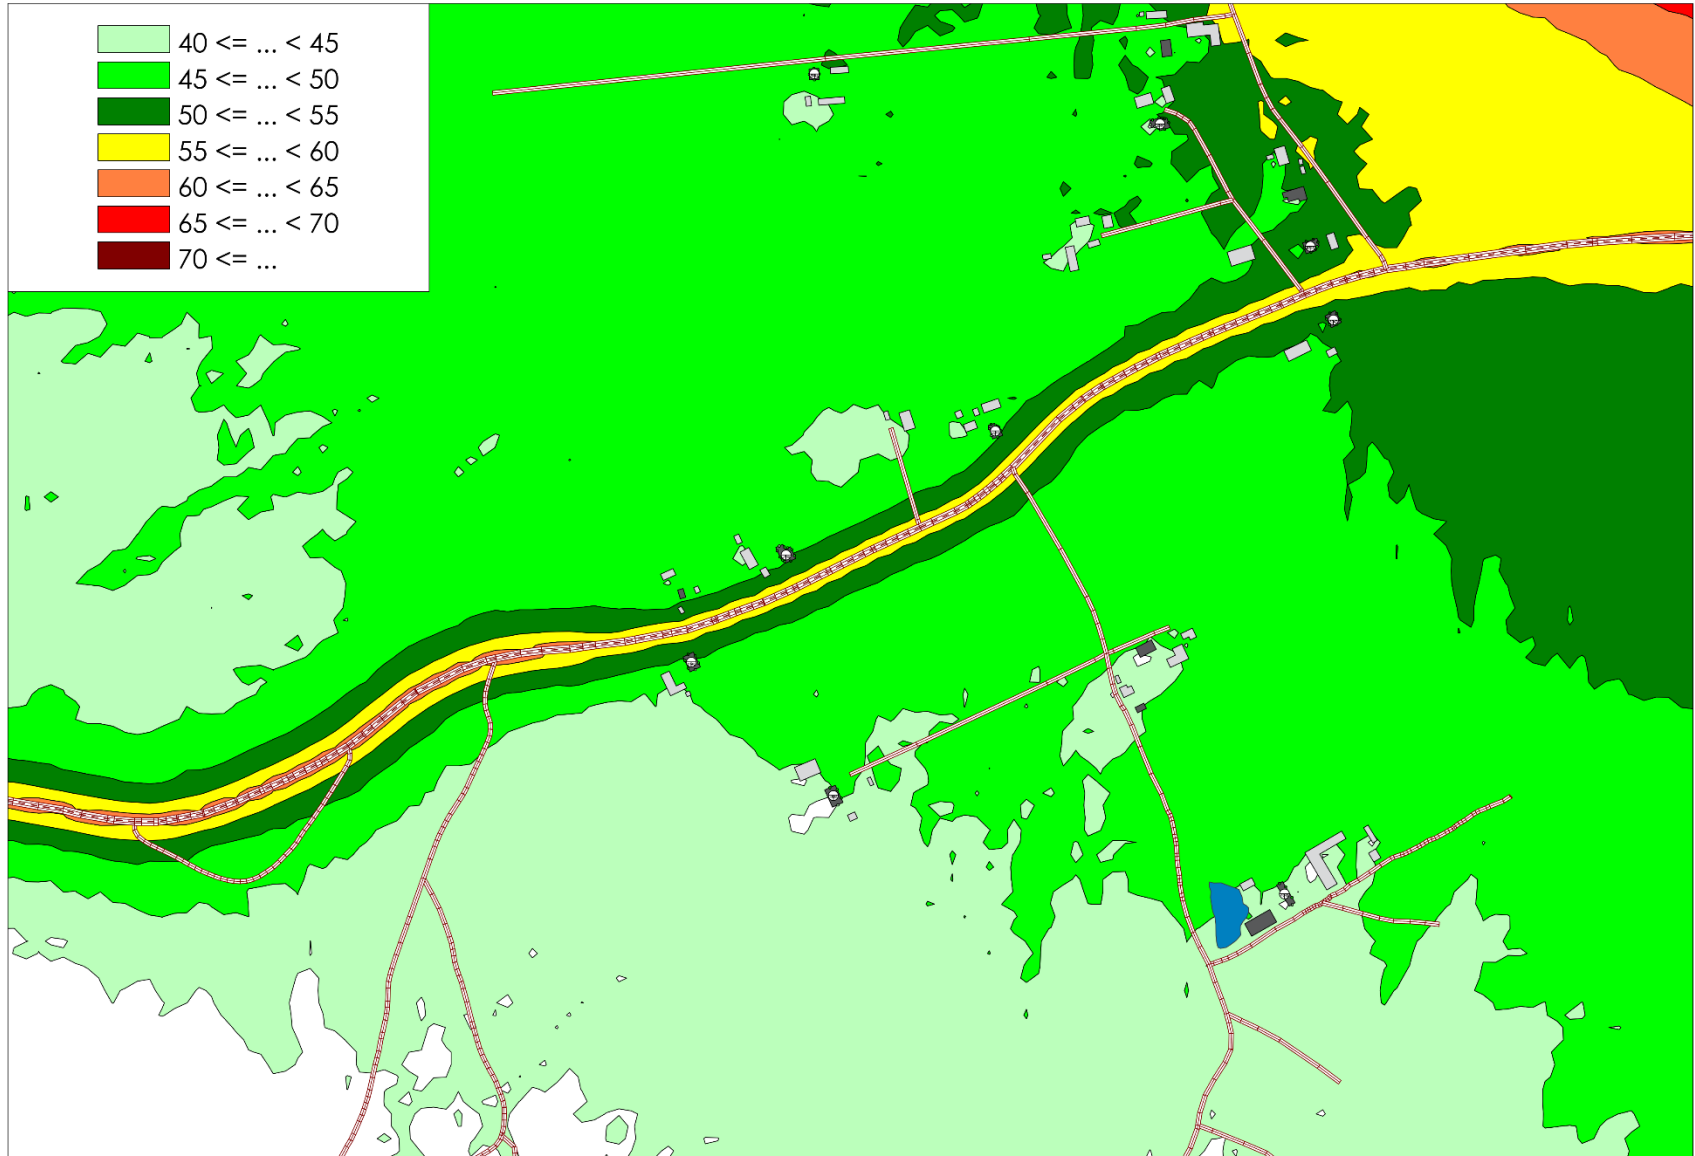 40 <= ... < 45
45 <= ... < 50
50 <= ... < 55
55 <= ... < 60
60 <= ... < 65
65 <= ... < 70
70 <= ...